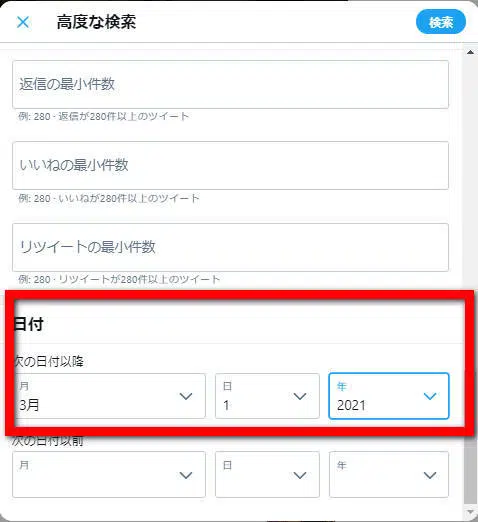 高度な検索
検索
返信の最小件数
例: 280 · 返信が280件以上のツイート
いいねの最小件数
例: 280 · いいねが280件以上のツイート
リツイートの最小件数
例: 280 · リツイートが280件以上のツイート
日付
次の日付以降
月 日 年
3月 1 2021
次の日付以前
月 日 年